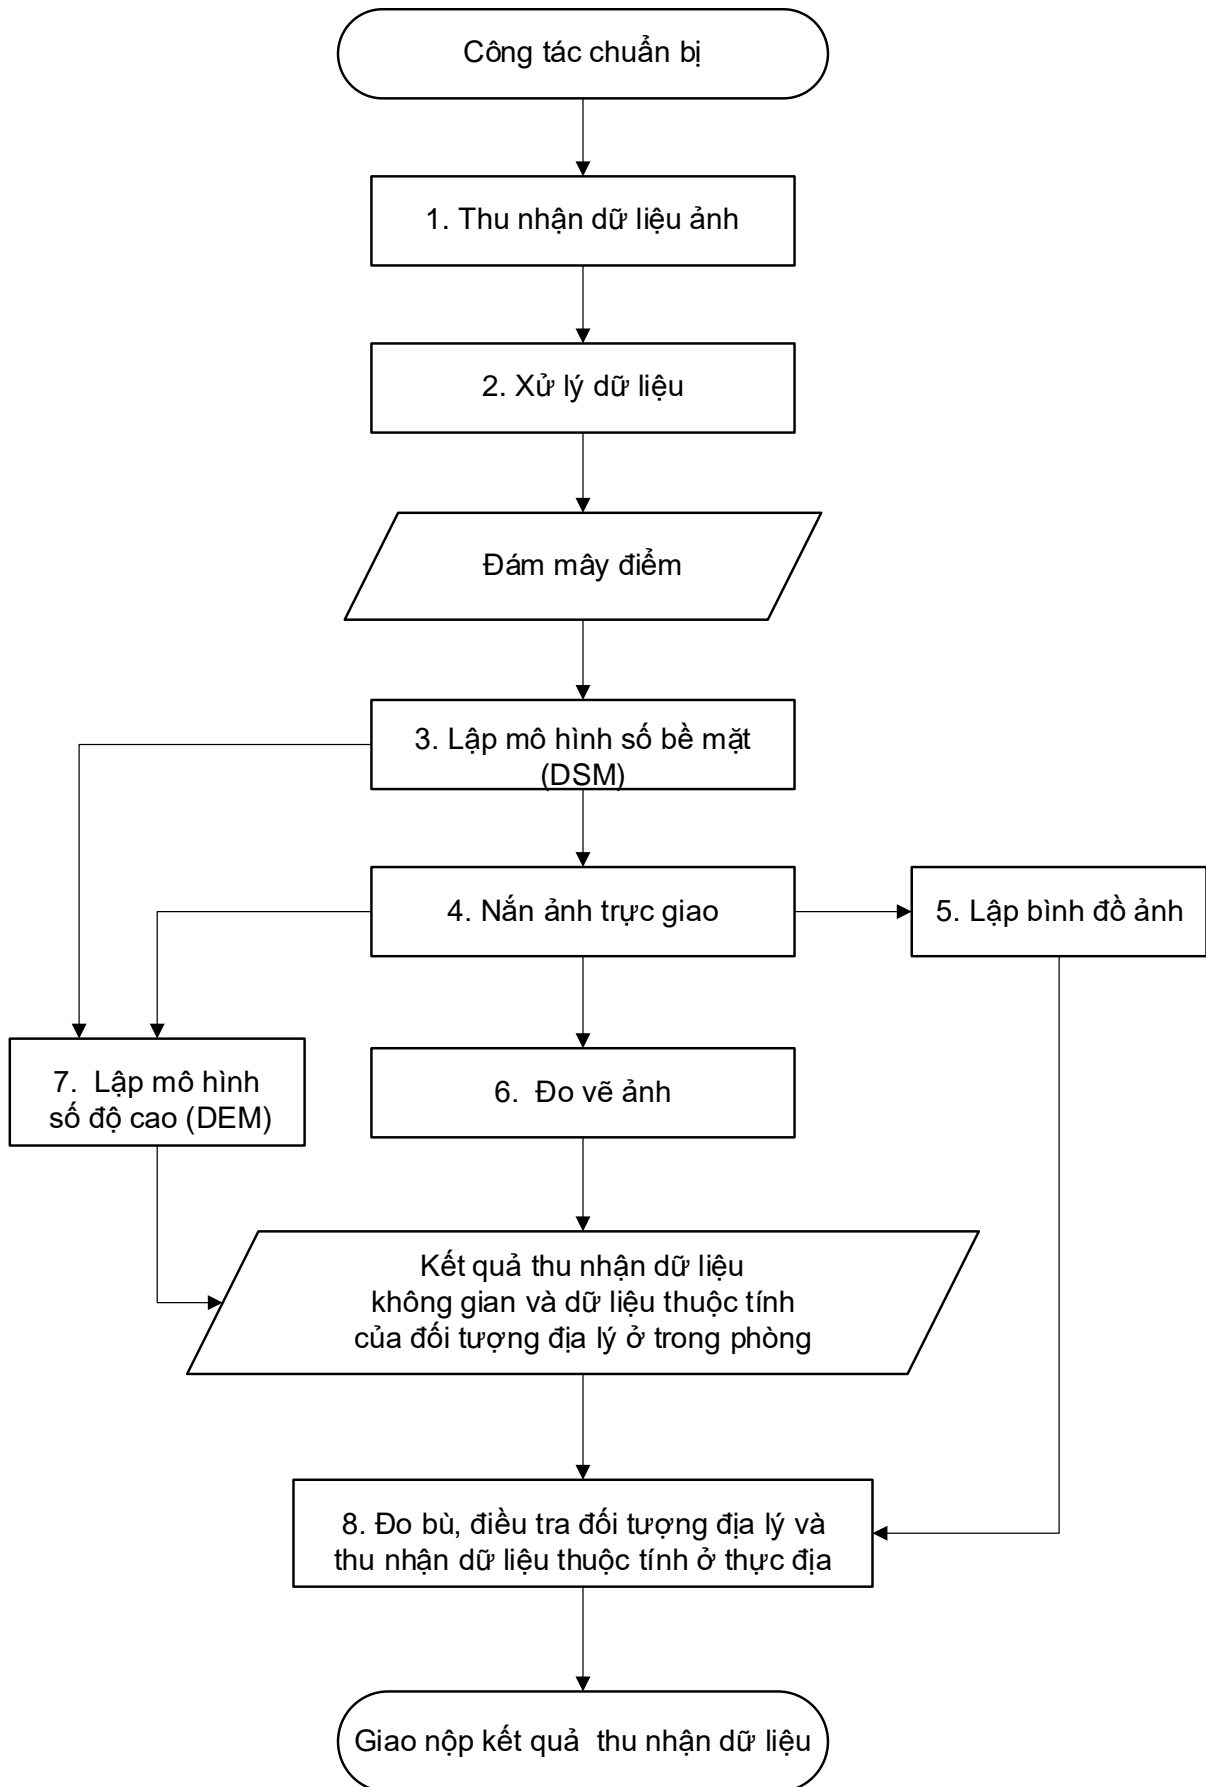 Công tác chuẩn bị
1. Thu nhận dữ liệu ảnh
2. Xử lý dữ liệu
Đám mây điểm
3. Lập mô hình số bề mặt
(DSM)
4. Nắn ảnh trực giao
5. Lập bình đồ ảnh
7. Lập mô hình
số độ cao (DEM)
6. Đo vẽ ảnh
Kết quả thu nhận dữ liệu
không gian và dữ liệu thuộc tính
của đối tượng địa lý ở trong phòng
8. Đo bù, điều tra đối tượng địa lý và
thu nhận dữ liệu thuộc tính ở thực địa
Giao nộp kết quả thu nhận dữ liệu